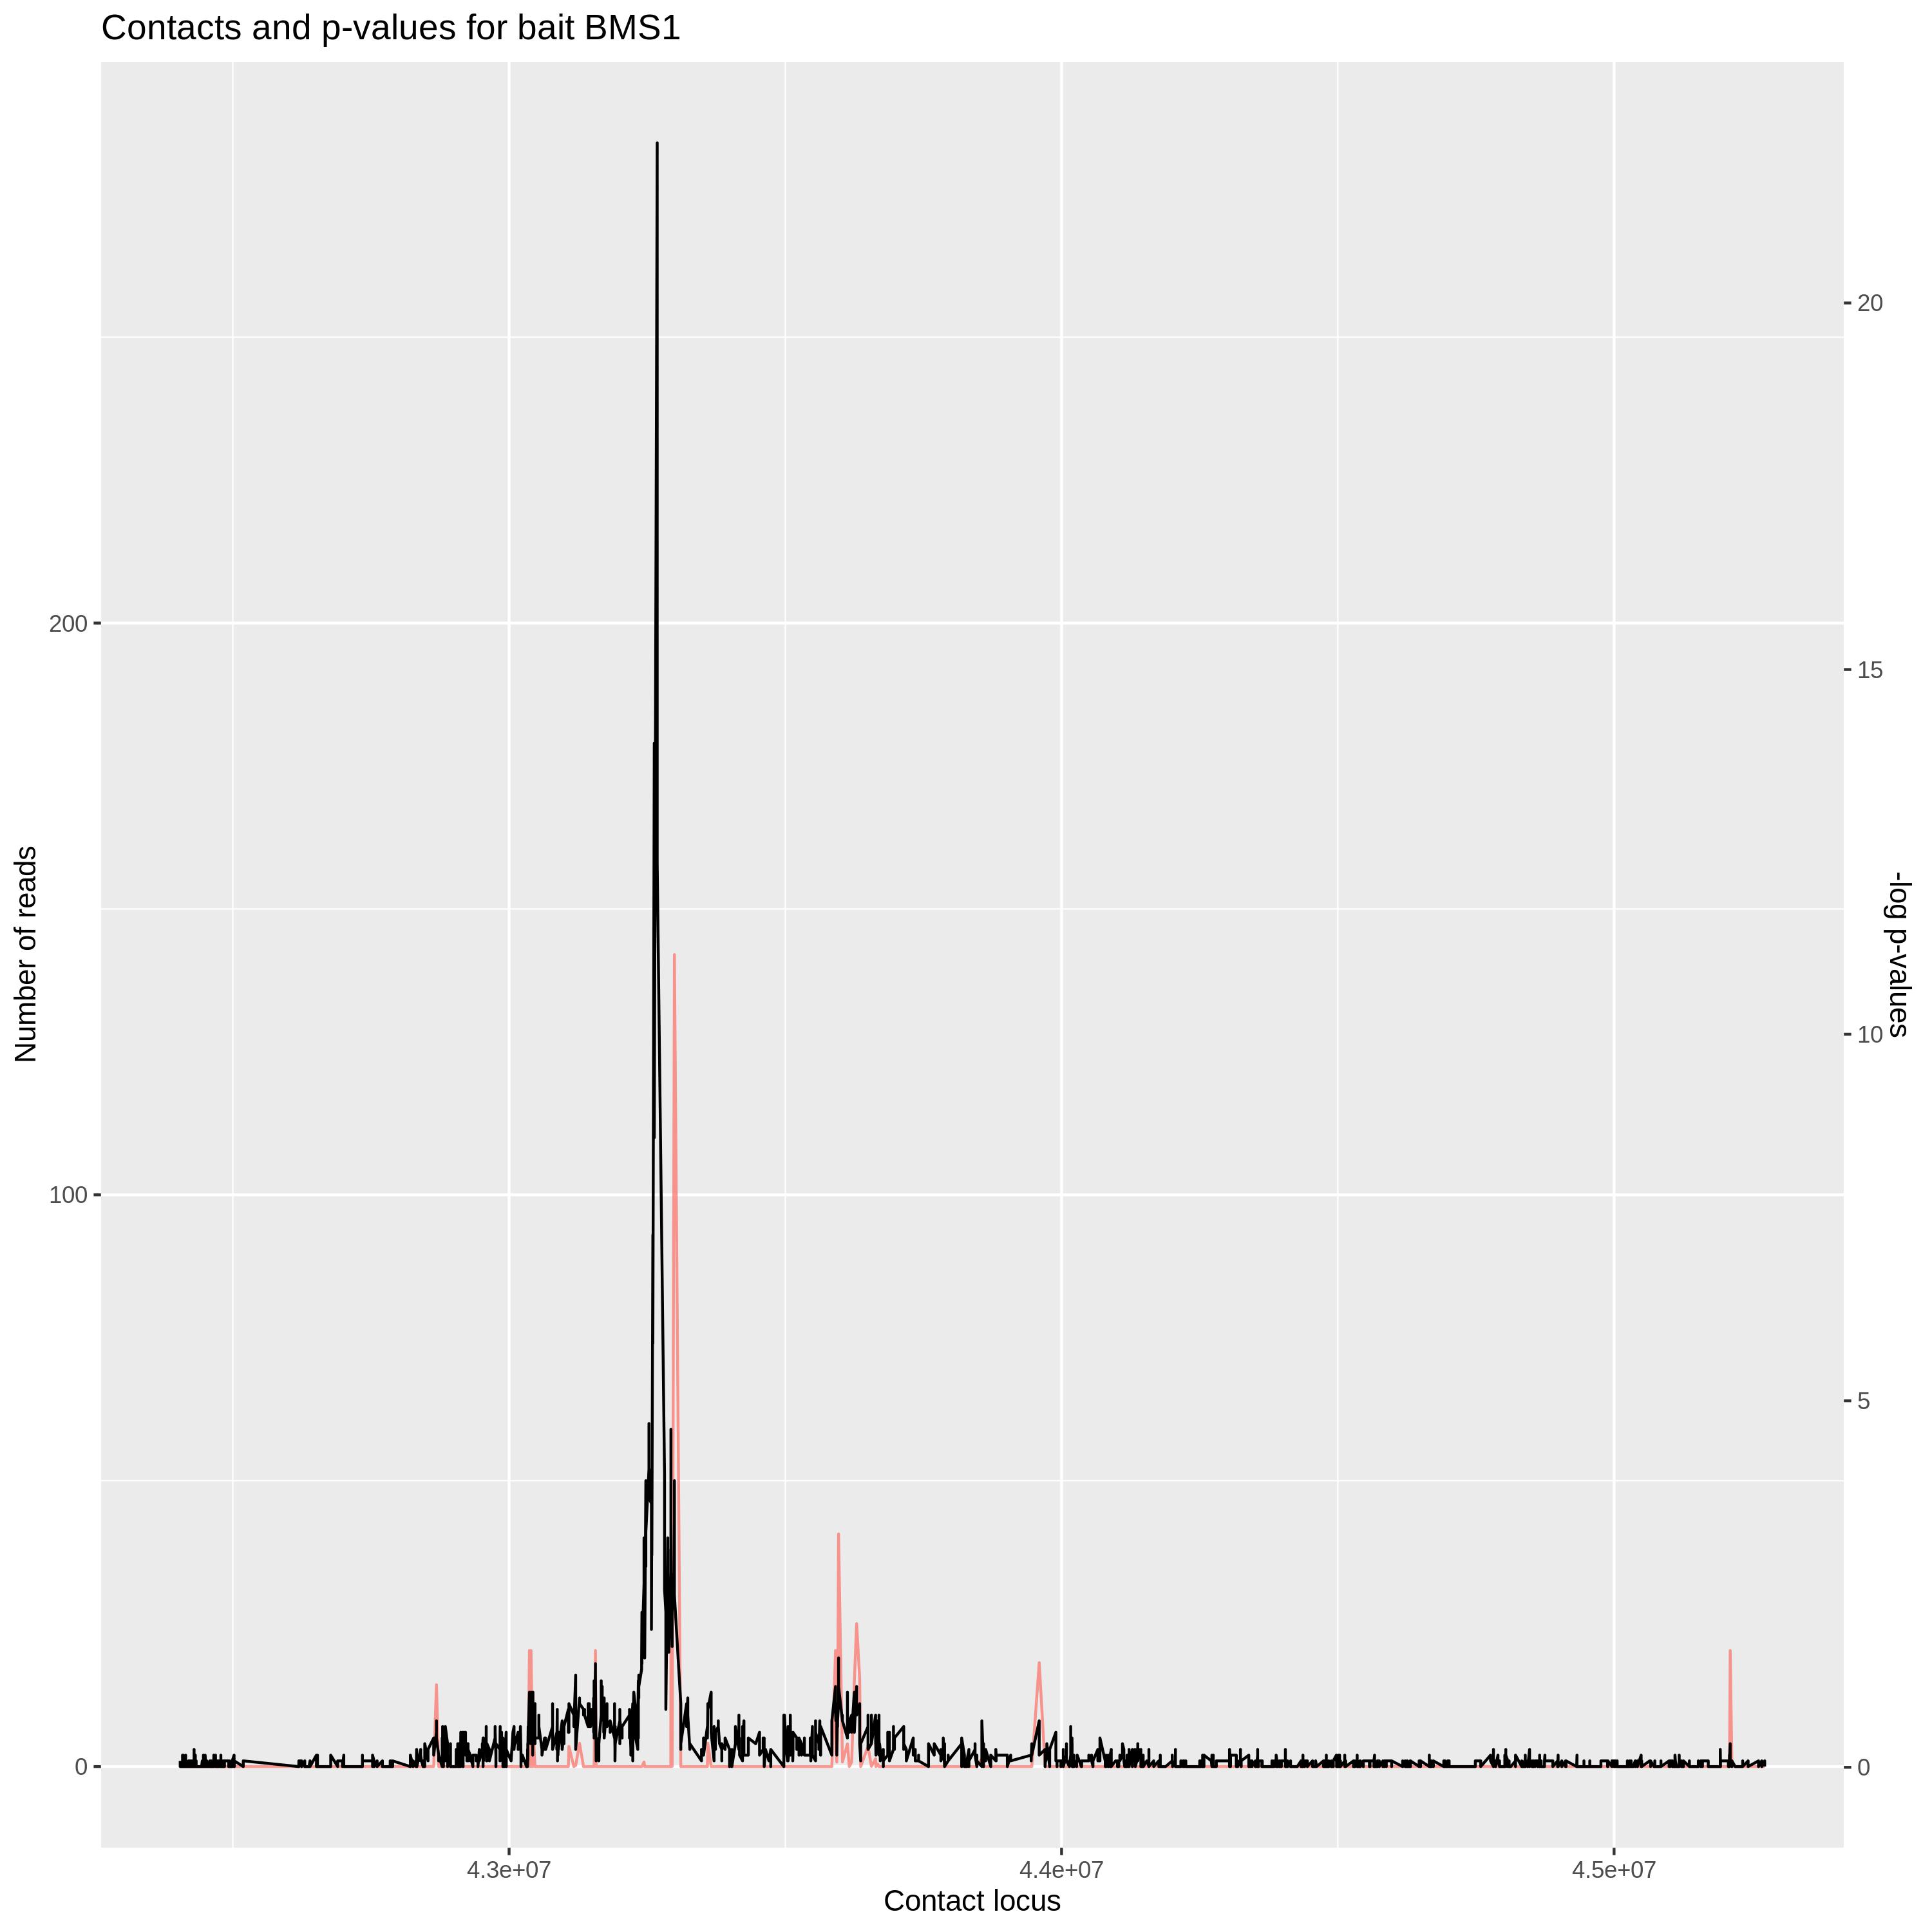 Contacts and p-values for bait BMS1
200
100
0
Number of reads
20
15
10
5
0
-log p-values
4.3e+07
4.4e+07
4.5e+07
Contact locus